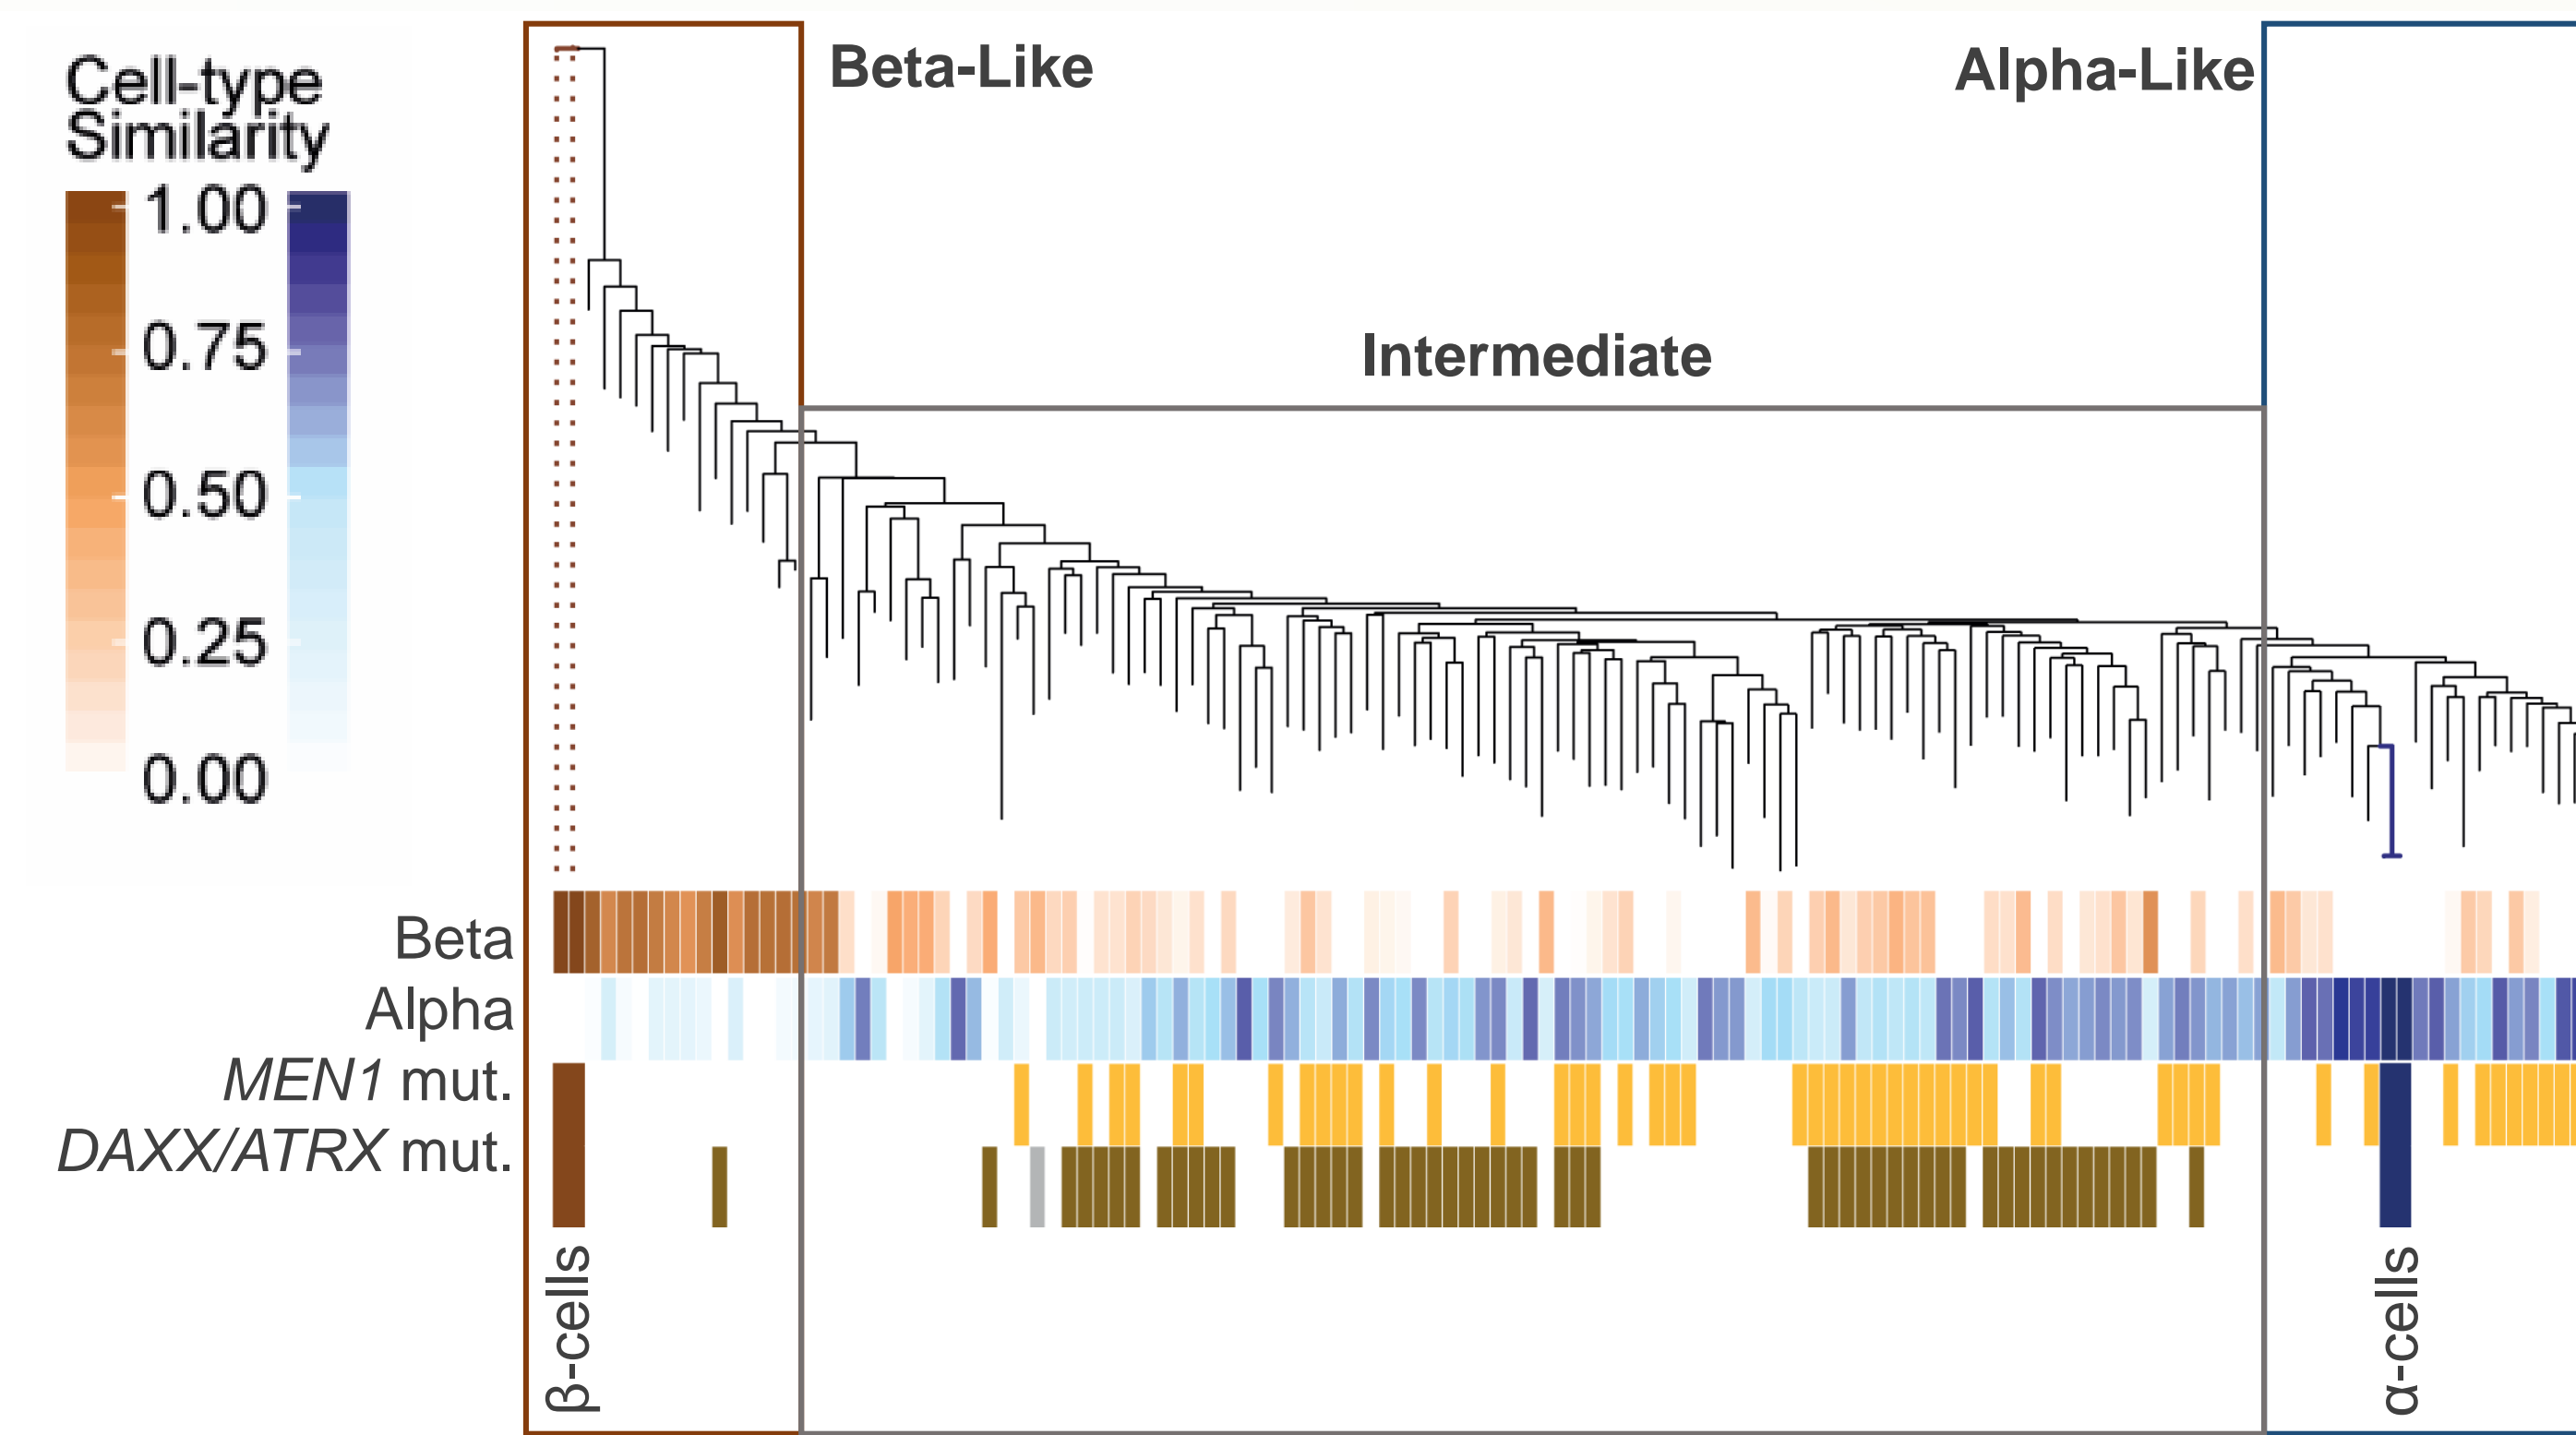 Cell-type
Similarity
1.00
0.75
0.50
0.25
0.00
Beta-Like
Alpha-Like
Intermediate
Beta
Alpha
MEN1 mut.
DAXX/ATRX mut.
β-cells
α-cells